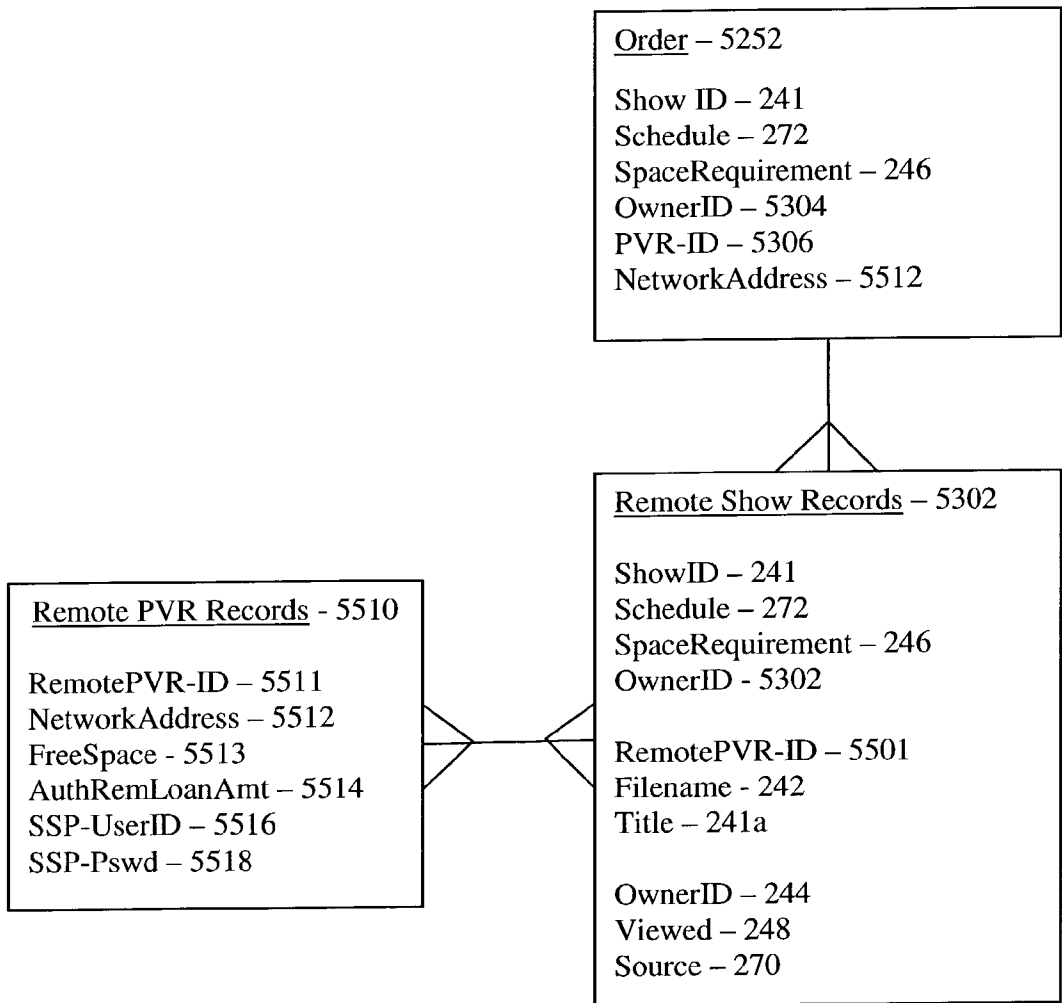 Order – 5252
Show ID – 241
Schedule – 272
SpaceRequirement – 246
OwnerID – 5304
PVR-ID – 5306
NetworkAddress – 5512
Remote Show Records – 5302
ShowID – 241
Schedule – 272
SpaceRequirement – 246
OwnerID - 5302
RemotePVR-ID – 5501
Filename - 242
Title – 241a
OwnerID – 244
Viewed – 248
Source – 270
Remote PVR Records - 5510
RemotePVR-ID – 5511
NetworkAddress – 5512
FreeSpace - 5513
AuthRemLoanAmt – 5514
SSP-UserID – 5516
SSP-Pswd – 5518